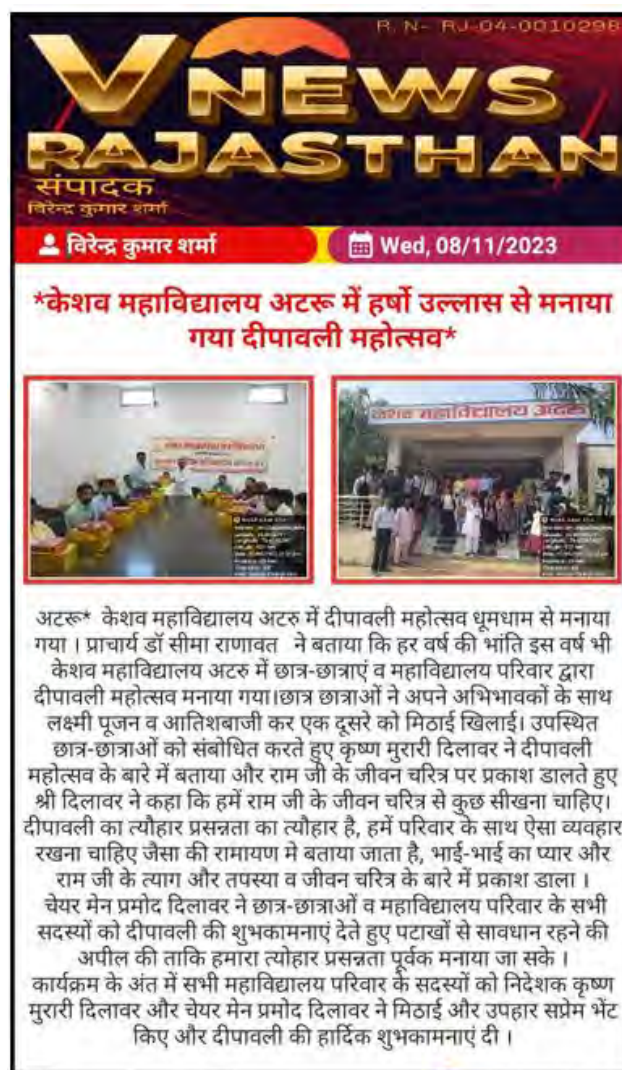 R. N- RJ-04-0010298
V NEWS
RAJASTHAN
संपादक
विरेन्द्र कुमार शर्मा
विरेन्द्र कुमार शर्मा
Wed, 08/11/2023
*केशव महाविद्यालय अटरू में हर्षो उल्लास से मनाया
गया दीपावली महोत्सव*
केशव महाविद्यालय अटरू
अटरू* केशव महाविद्यालय अटरु में दीपावली महोत्सव धूमधाम से मनाया
गया । प्राचार्य डॉ सीमा राणावत ने बताया कि हर वर्ष की भांति इस वर्ष भी
केशव महाविद्यालय अटरु में छात्र-छात्राएं व महाविद्यालय परिवार द्वारा
दीपावली महोत्सव मनाया गया।छात्र छात्राओं ने अपने अभिभावकों के साथ
लक्ष्मी पूजन व आतिशबाजी कर एक दूसरे को मिठाई खिलाई। उपस्थित
छात्र-छात्राओं को संबोधित करते हुए कृष्ण मुरारी दिलावर ने दीपावली
महोत्सव के बारे में बताया और राम जी के जीवन चरित्र पर प्रकाश डालते हुए
श्री दिलावर ने कहा कि हमें राम जी के जीवन चरित्र से कुछ सीखना चाहिए।
दीपावली का त्यौहार प्रसन्नता का त्यौहार है, हमें परिवार के साथ ऐसा व्यवहार
रखना चाहिए जैसा की रामायण मे बताया जाता है, भाई-भाई का प्यार और
राम जी के त्याग और तपस्या व जीवन चरित्र के बारे में प्रकाश डाला ।
चेयर मेन प्रमोद दिलावर ने छात्र-छात्राओं व महाविद्यालय परिवार के सभी
सदस्यों को दीपावली की शुभकामनाएं देते हुए पटाखों से सावधान रहने की
अपील की ताकि हमारा त्योहार प्रसन्नता पूर्वक मनाया जा सके ।
कार्यक्रम के अंत में सभी महाविद्यालय परिवार के सदस्यों को निदेशक कृष्ण
मुरारी दिलावर और चेयर मेन प्रमोद दिलावर ने मिठाई और उपहार सप्रेम भेंट
किए और दीपावली की हार्दिक शुभकामनाएं दी ।